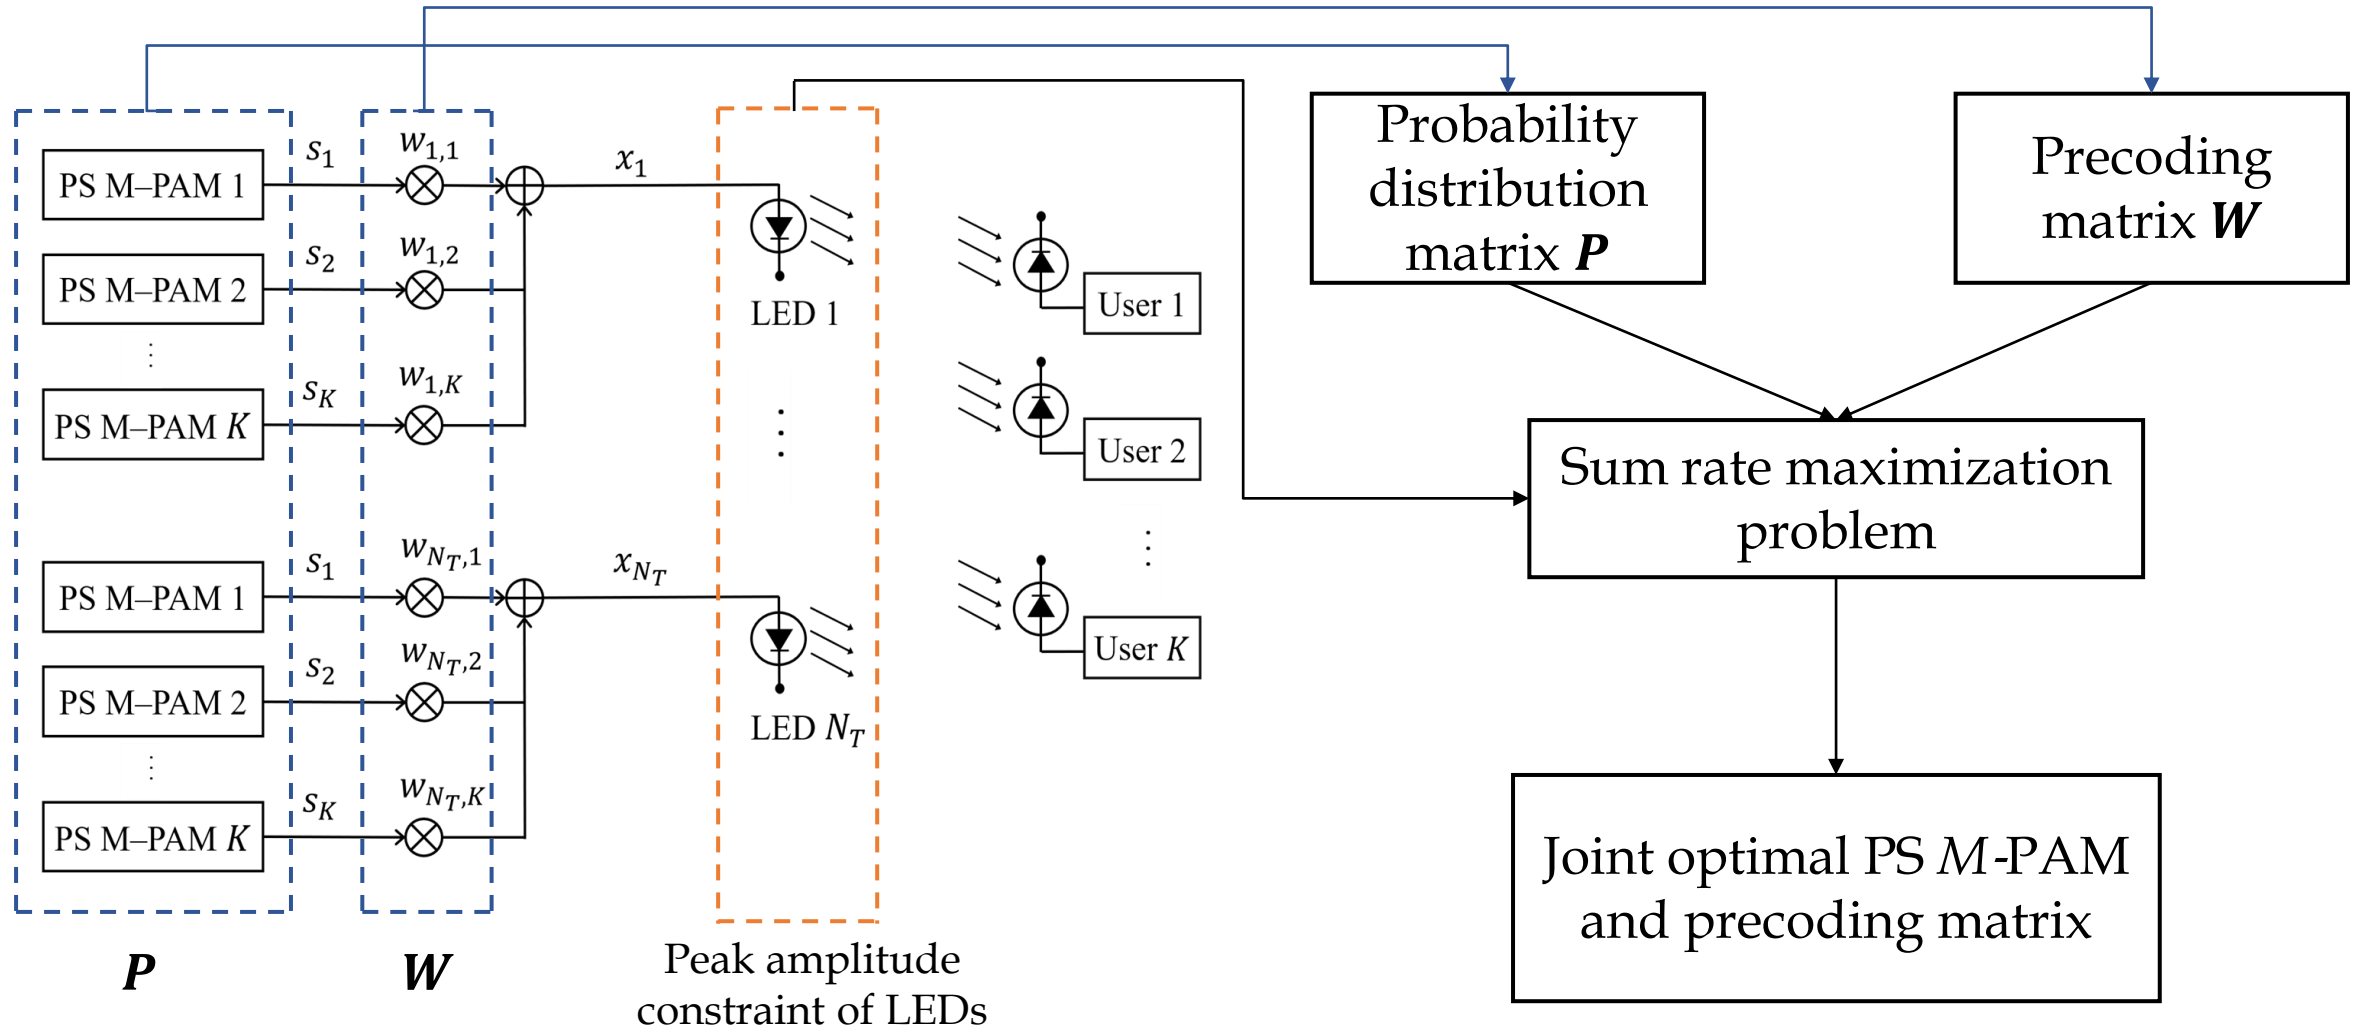 PS M–PAM 1
s1
w1,1
x1
PS M–PAM 2
s2
w1,2
⋮
PS M–PAM K
sK
w1,K
LED 1
⋮
PS M–PAM 1
s1
wNT,1
xNT
PS M–PAM 2
s2
wNT,2
⋮
PS M–PAM K
sK
wNT,K
LED NT
P
W
Peak amplitude
constraint of LEDs
User 1
User 2
⋮
User K
Probability
distribution
matrix P
Precoding
matrix W
Sum rate maximization
problem
Joint optimal PS M-PAM
and precoding matrix